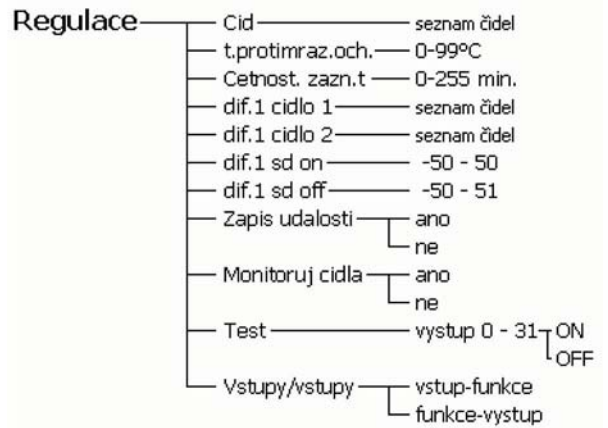 Regulace Cid seznam čidel
t.protimraz.och. 0-99ºC
Cetnost. zazn.t 0-255 min.
dif.1 cidlo 1 seznam čidel
dif.1 cidlo 2 seznam čidel
dif.1 sd on -50 - 50
dif.1 sd off -50 - 51
Zapis udalosti ano
ne
Monitoruj cidla ano
ne
Test vystup 0 - 31 ON
OFF
Vstupy/vstupy vstup-funkce
funkce-vystup